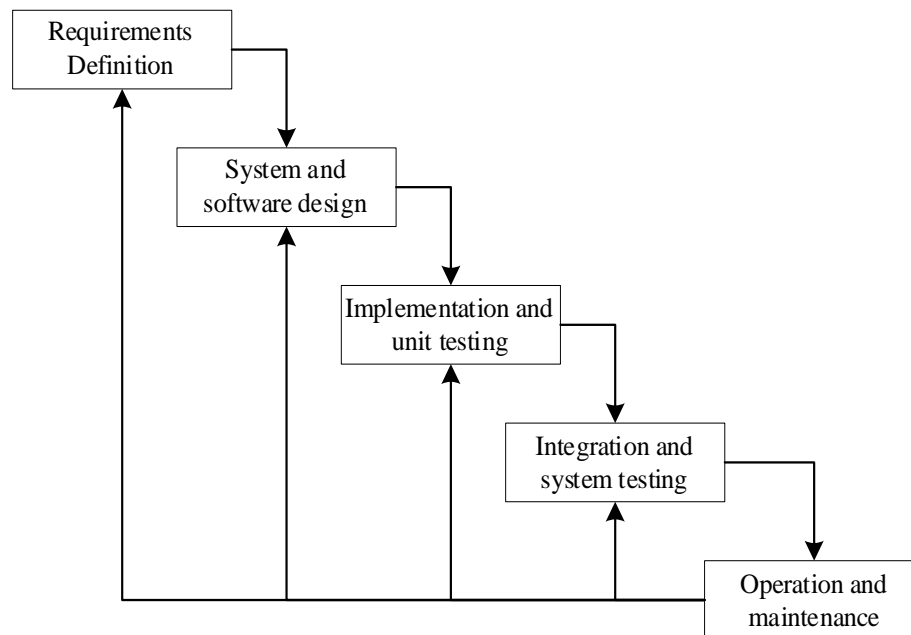 Requirements
Definition
System and
software design
Implementation and
unit testing
Integration and
system testing
Operation and
maintenance